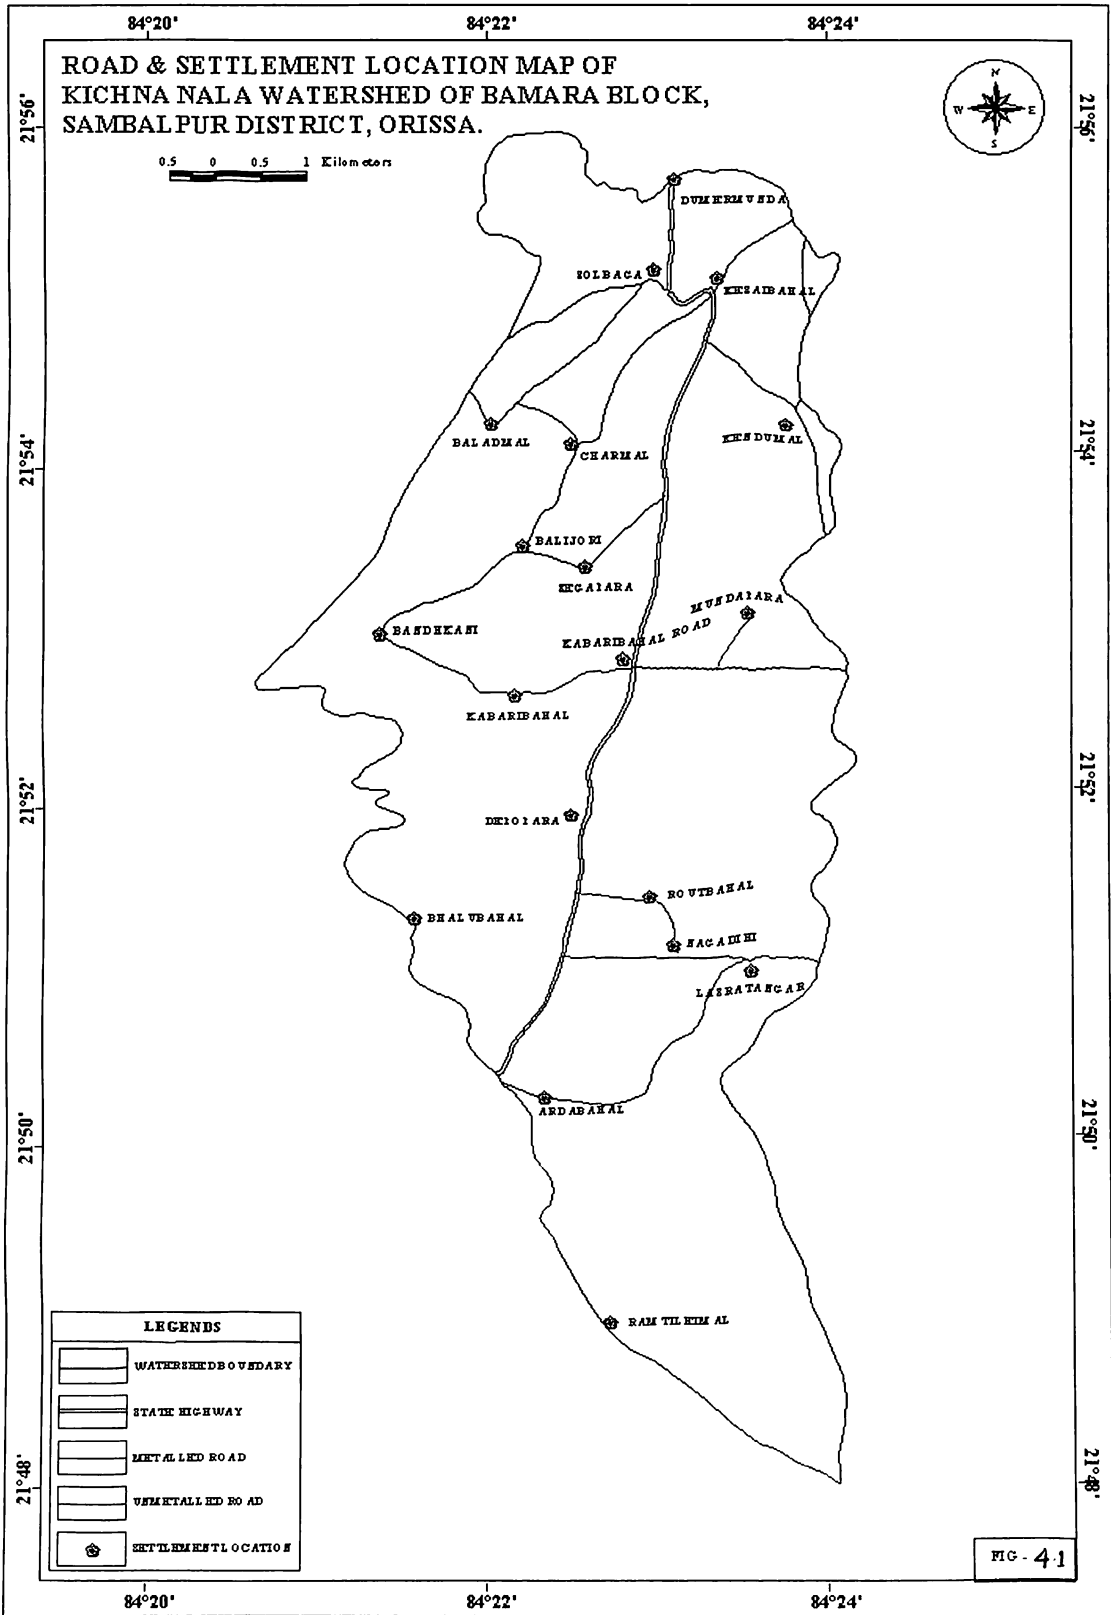 84°20' 84°22' 84°24'
ROAD & SETTLEMENT LOCATION MAP OF
KICHNA NALA WATERSHED OF BAMARA BLOCK,
SAMBALPUR DISTRICT, ORISSA.
N
W E
S
21°56' 21°56'
0.5 0 0.5 1 Kilometers
DUMERMUNDA
KESAIBAHAL
BALADMAL
CHARMAL
KENDUMAL
21°54' 21°54'
BALIJORI
BANDHKANI
KABARIBAHAL ROAD
KABARIBAHAL
21°52' 21°52'
ROUTBAHAL
BHALUBAHAL
NAGADIHI
ARDABAHAL
21°50' 21°50'
RAMTILEIMAL
LEGENDS
WATERSHED BOUNDARY
STATE HIGHWAY
METALLED ROAD
UNMETALLED ROAD
SETTLEMENT LOCATION
21°48' 21°48'
FIG - 4.1
84°20' 84°22' 84°24'